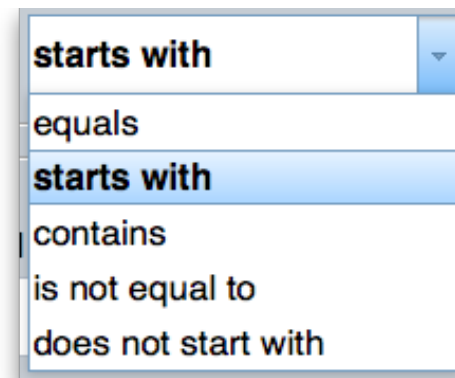 starts with
equals
starts with
contains
is not equal to
does not start with